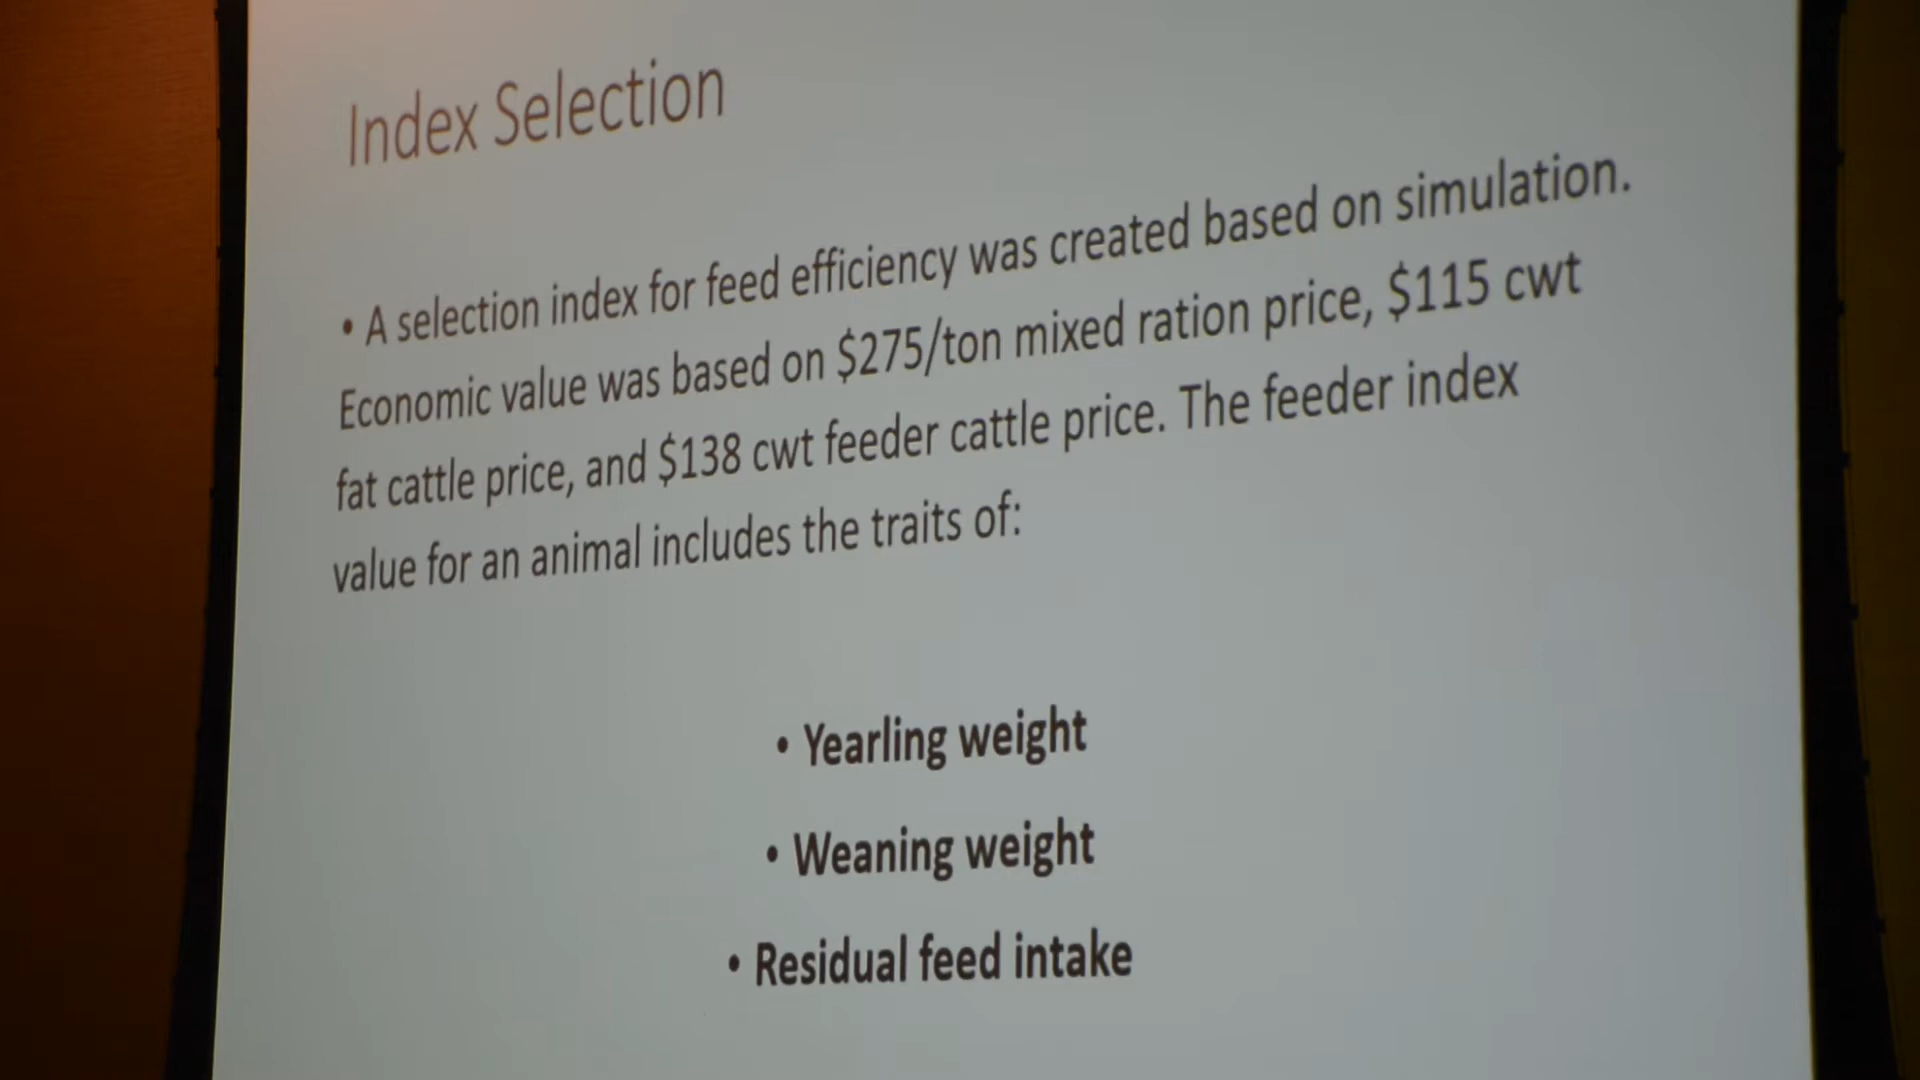 Index Selection
• A selection index for feed efficiency was created based on simulation.
Economic value was based on $275/ton mixed ration price, $115 cwt
fat cattle price, and $138 cwt feeder cattle price. The feeder index
value for an animal includes the traits of:
• Yearling weight
• Weaning weight
• Residual feed intake